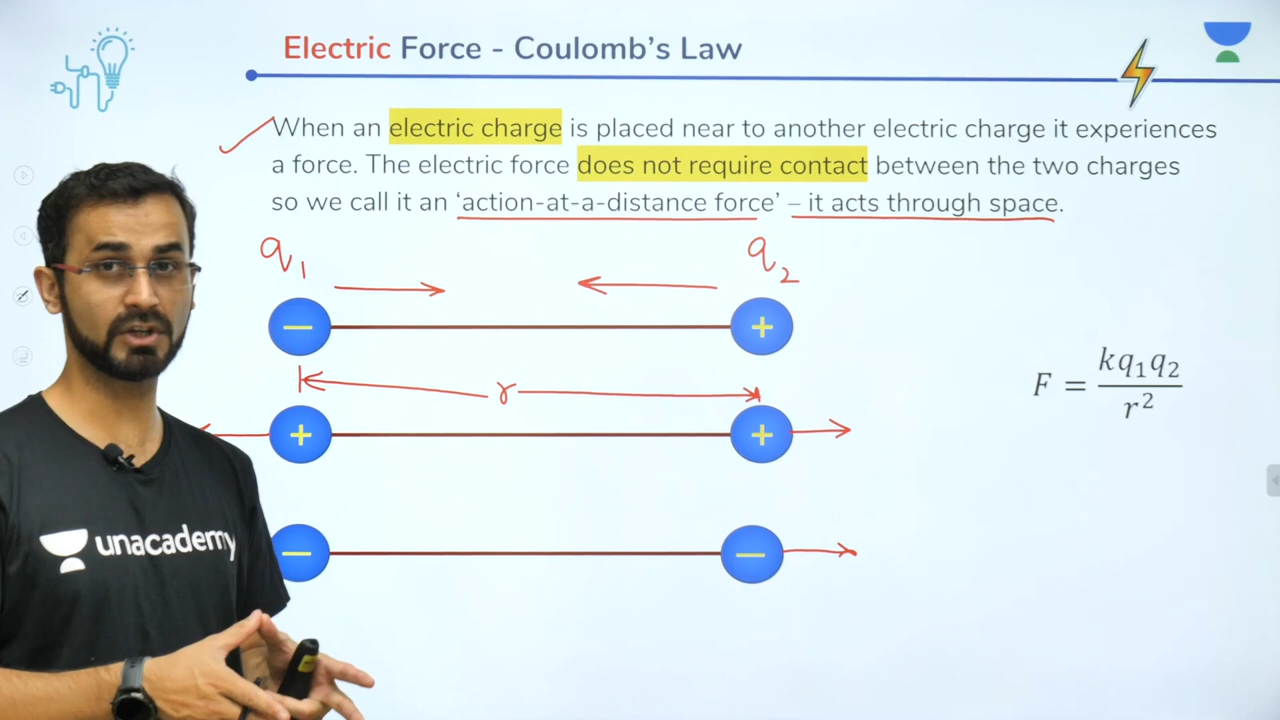 Electric Force - Coulomb's Law
When an electric charge is placed near to another electric charge it experiences
a force. The electric force does not require contact between the two charges
so we call it an ‘action-at-a-distance force’ – it acts through space.
q₁ q₂
− +
r
+ +
− −
F = kq₁q₂ / r²
unacademy